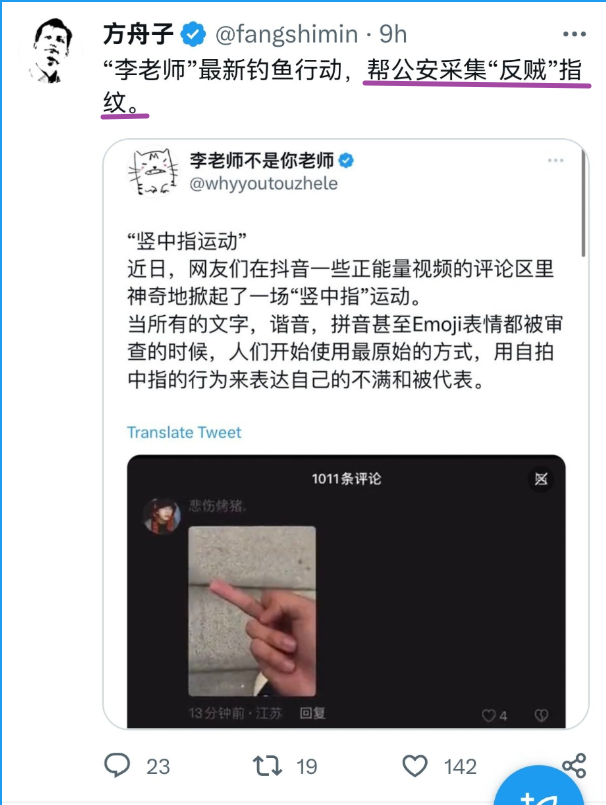 方舟子 @fangshimin · 9h
“李老师”最新钓鱼行动，帮公安采集“反贼”指
纹。
李老师不是你老师
@whyyoutouzhele
“竖中指运动”
近日，网友们在抖音一些正能量视频的评论区里
神奇地掀起了一场“竖中指”运动。
当所有的文字，谐音，拼音甚至Emoji表情都被审
查的时候，人们开始使用最原始的方式，用自拍
中指的行为来表达自己的不满和被代表。
Translate Tweet
1011条评论
悲伤烤猪.
13分钟前 · 江苏 回复 4
23 19 142